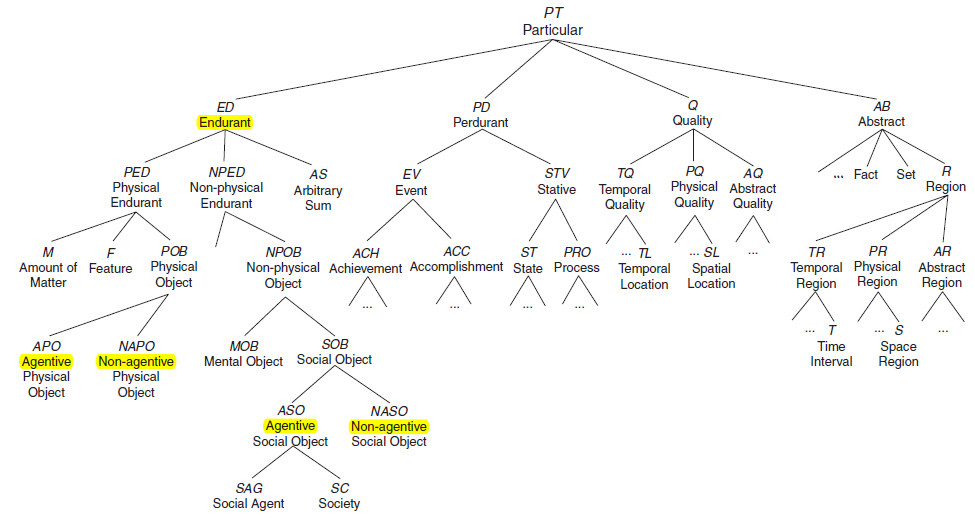 PT
Particular
ED
Endurant
PD
Perdurant
Q
Quality
AB
Abstract
PED
Physical
Endurant
NPED
Non-physical
Endurant
AS
Arbitrary
Sum
EV
Event
STV
Stative
TQ
Temporal
Quality
PQ
Physical
Quality
AQ
Abstract
Quality
...
Fact
Set
R
Region
M
Amount of
Matter
F
Feature
POB
Physical
Object
NPOB
Non-physical
Object
ACH
Achievement
...
ACC
Accomplishment
...
ST
State
...
PRO
Process
...
... TL
Temporal
Location
... SL
Spatial
Location
...
TR
Temporal
Region
PR
Physical
Region
AR
Abstract
Region
... T
Time
Interval
... S
Space
Region
...
APO
Agentive
Physical
Object
NAPO
Non-agentive
Physical
Object
MOB
Mental Object
SOB
Social Object
ASO
Agentive
Social Object
NASO
Non-agentive
Social Object
SAG
Social Agent
SC
Society